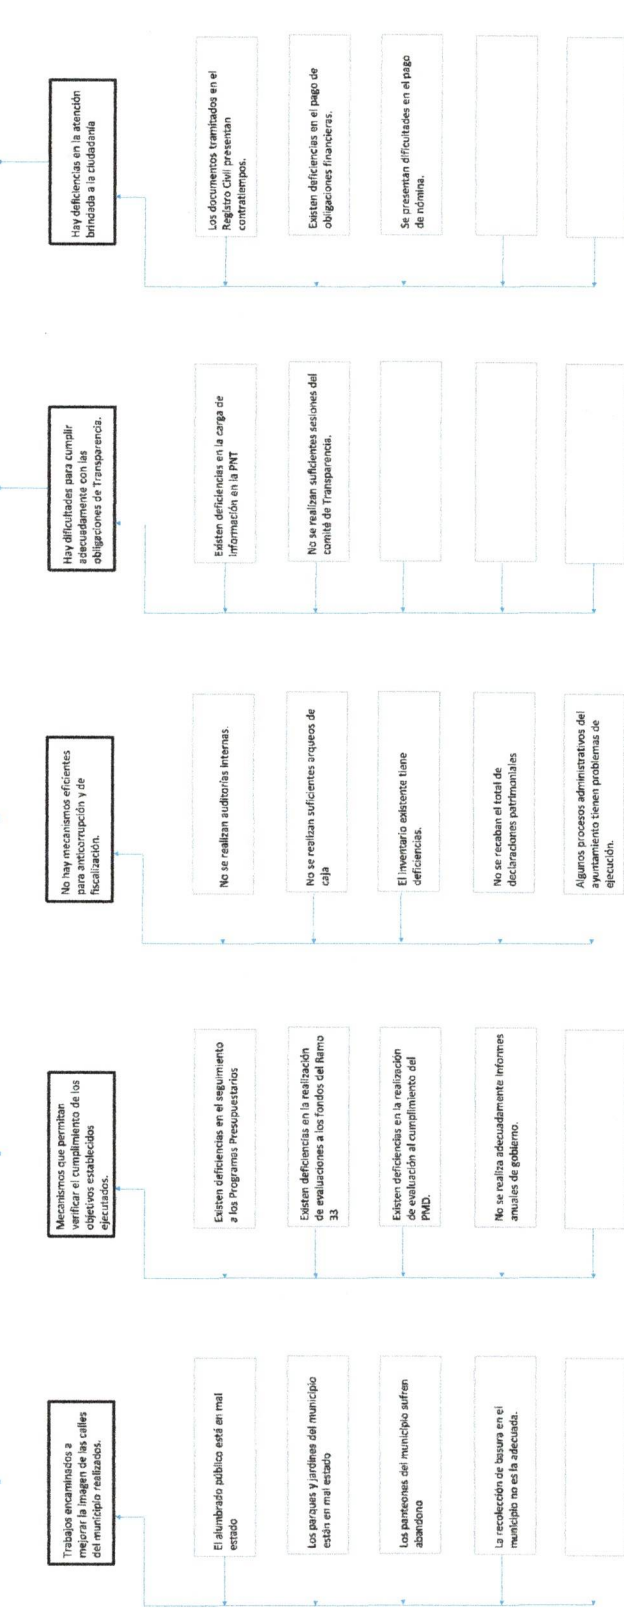 Trabajos encaminados a
mejorar la imagen de las calles
del municipio realizados.
El alumbrado público está en mal
estado
Los parques y jardines del municipio
están en mal estado
Los panteones del municipio sufren
abandono
La recolección de basura en el
municipio no es la adecuada.
Mecanismos que permitan
verificar el cumplimiento de los
objetivos establecidos
ejecutados.
Existen deficiencias en el seguimiento
a los Programas Presupuestarios
Existen deficiencias en la realización
de evaluaciones a los fondos del Ramo
33
Existen deficiencias en la realización
de evaluación al cumplimiento del
PMD.
No se realiza adecuadamente informes
anuales de gobierno.
No hay mecanismos eficientes
para anticorrupción y de
fiscalización.
No se realizan auditorías internas.
No se realizan suficientes arqueos de
caja
El inventario existente tiene
deficiencias.
No se recaban el total de
declaraciones patrimoniales
Algunos procesos administrativos del
ayuntamiento tienen problemas de
ejecución.
Hay dificultades para cumplir
adecuadamente con las
obligaciones de Transparencia.
Existen deficiencias en la carga de
información en la PNT
No se realizan suficientes sesiones del
comité de Transparencia.
Hay deficiencias en la atención
brindada a la ciudadanía
Los documentos tramitados en el
Registro Civil presentan
contratiempos.
Existen deficiencias en el pago de
obligaciones financieras.
Se presentan dificultades en el pago
de nómina.